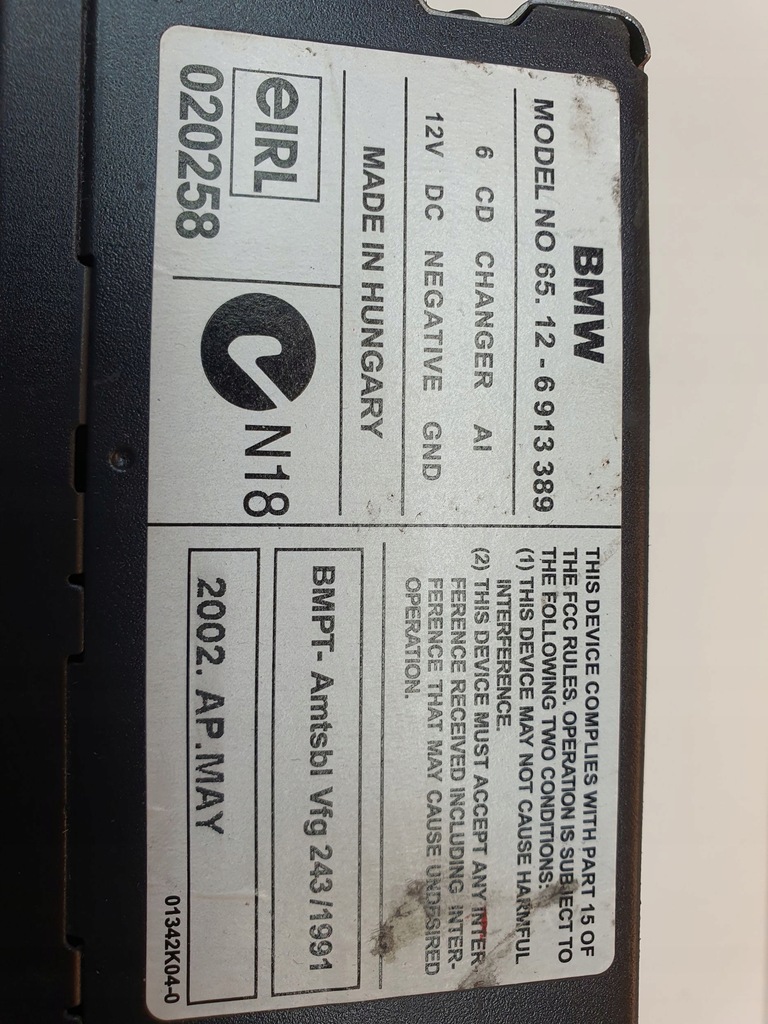 BMW
MODEL NO 65. 12 - 6 913 389
6 CD CHANGER AI
12V DC NEGATIVE GND
MADE IN HUNGARY
eIRL
020258
N18
THIS DEVICE COMPLIES WITH PART 15 OF
THE FCC RULES. OPERATION IS SUBJECT TO
THE FOLLOWING TWO CONDITIONS:
(1) THIS DEVICE MAY NOT CAUSE HARMFUL
INTERFERENCE.
(2) THIS DEVICE MUST ACCEPT ANY INTER-
FERENCE RECEIVED INCLUDING INTER-
FERENCE THAT MAY CAUSE UNDESIRED
OPERATION.
BMPT- Amtsbl Vfg 243 /1991
2002. AP.MAY
01342K04-0